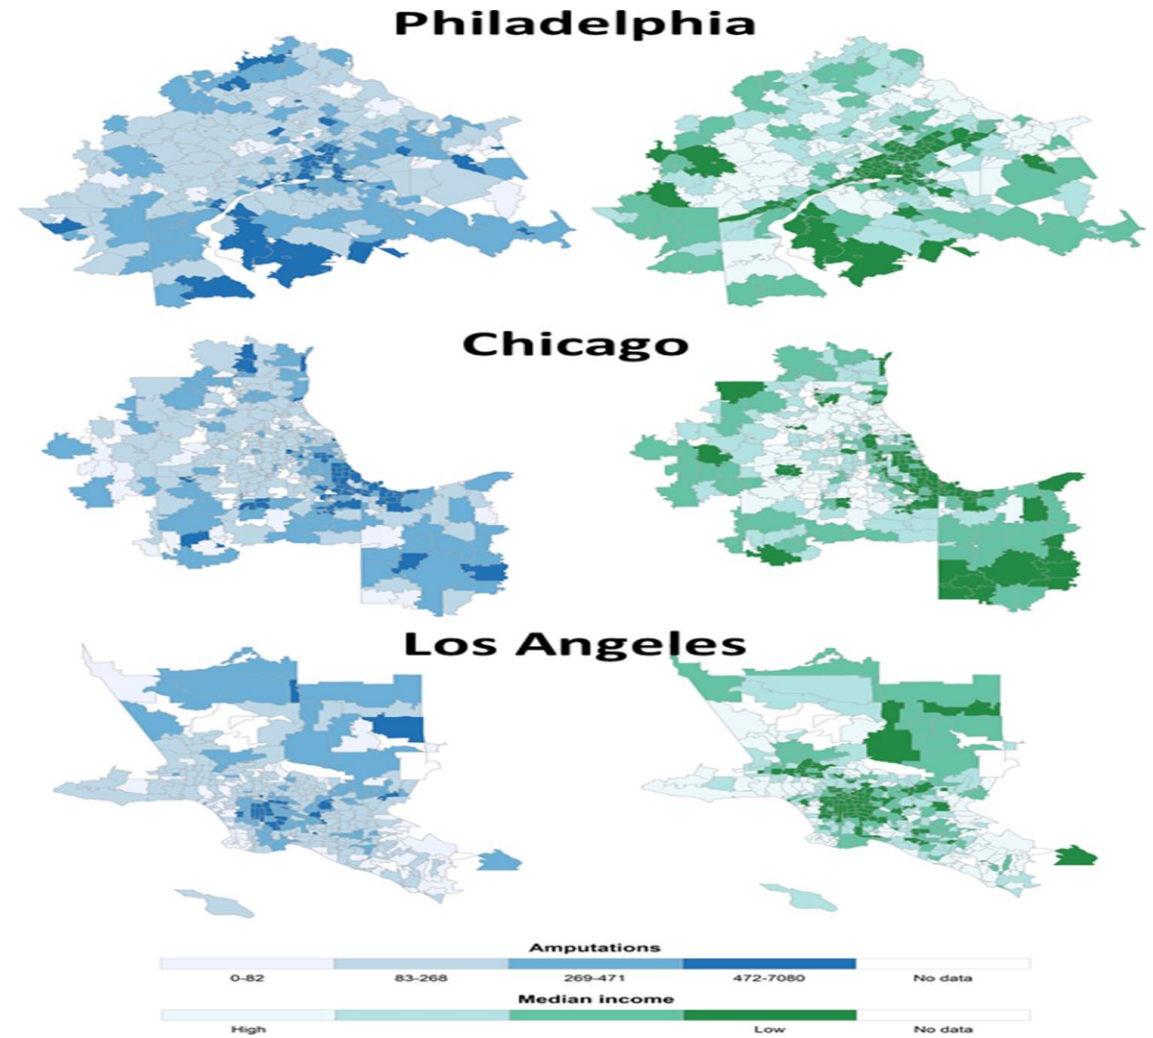 Philadelphia
Chicago
Los Angeles
Amputations
0-82 83-268 269-471 472-7080 No data
Median income
High Low No data